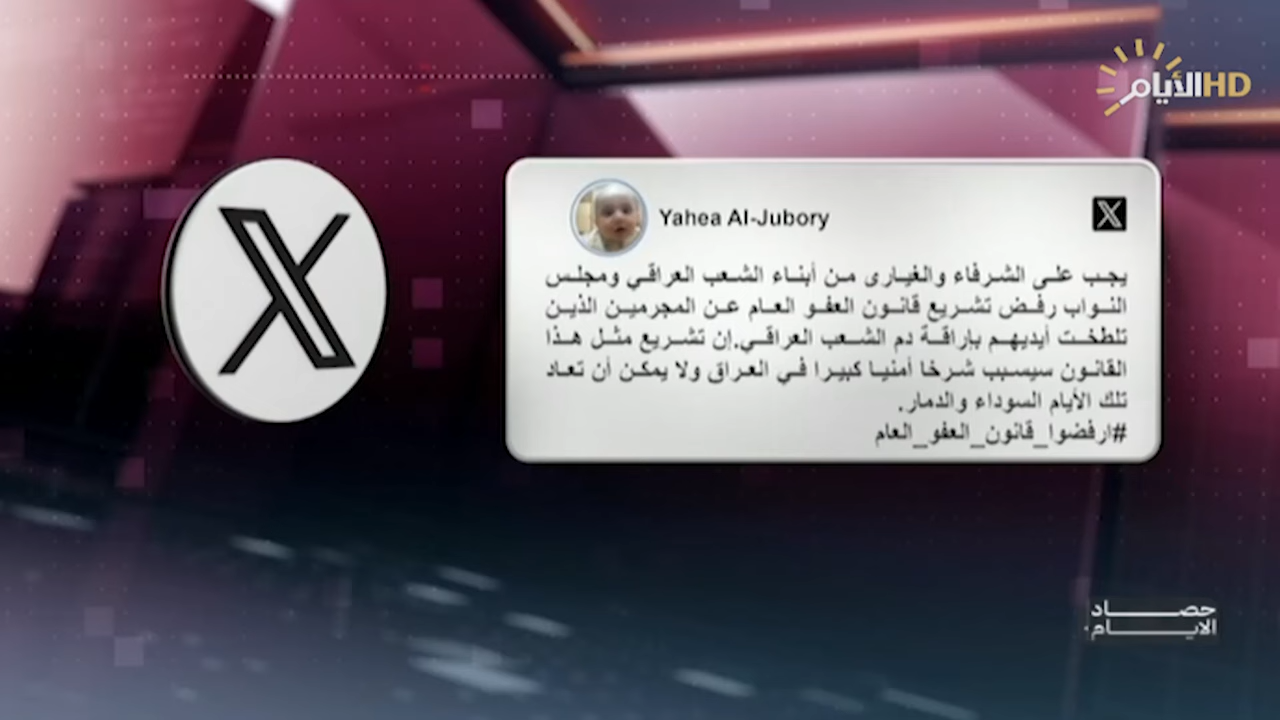 الأيام HD
Yahea Al-Jubory
يجب على الشرفاء والغيارى من أبناء الشعب العراقي ومجلس
النواب رفض تشريع قانون العفو العام عن المجرمين الذين
تلطخت أيديهم بإراقة دم الشعب العراقي.إن تشريع مثل هذا
القانون سيسبب شرخا أمنيا كبيرا في العراق ولا يمكن أن تعاد
تلك الأيام السوداء والدمار.
#ارفضوا_قانون_العفو_العام
حصاد
الايام